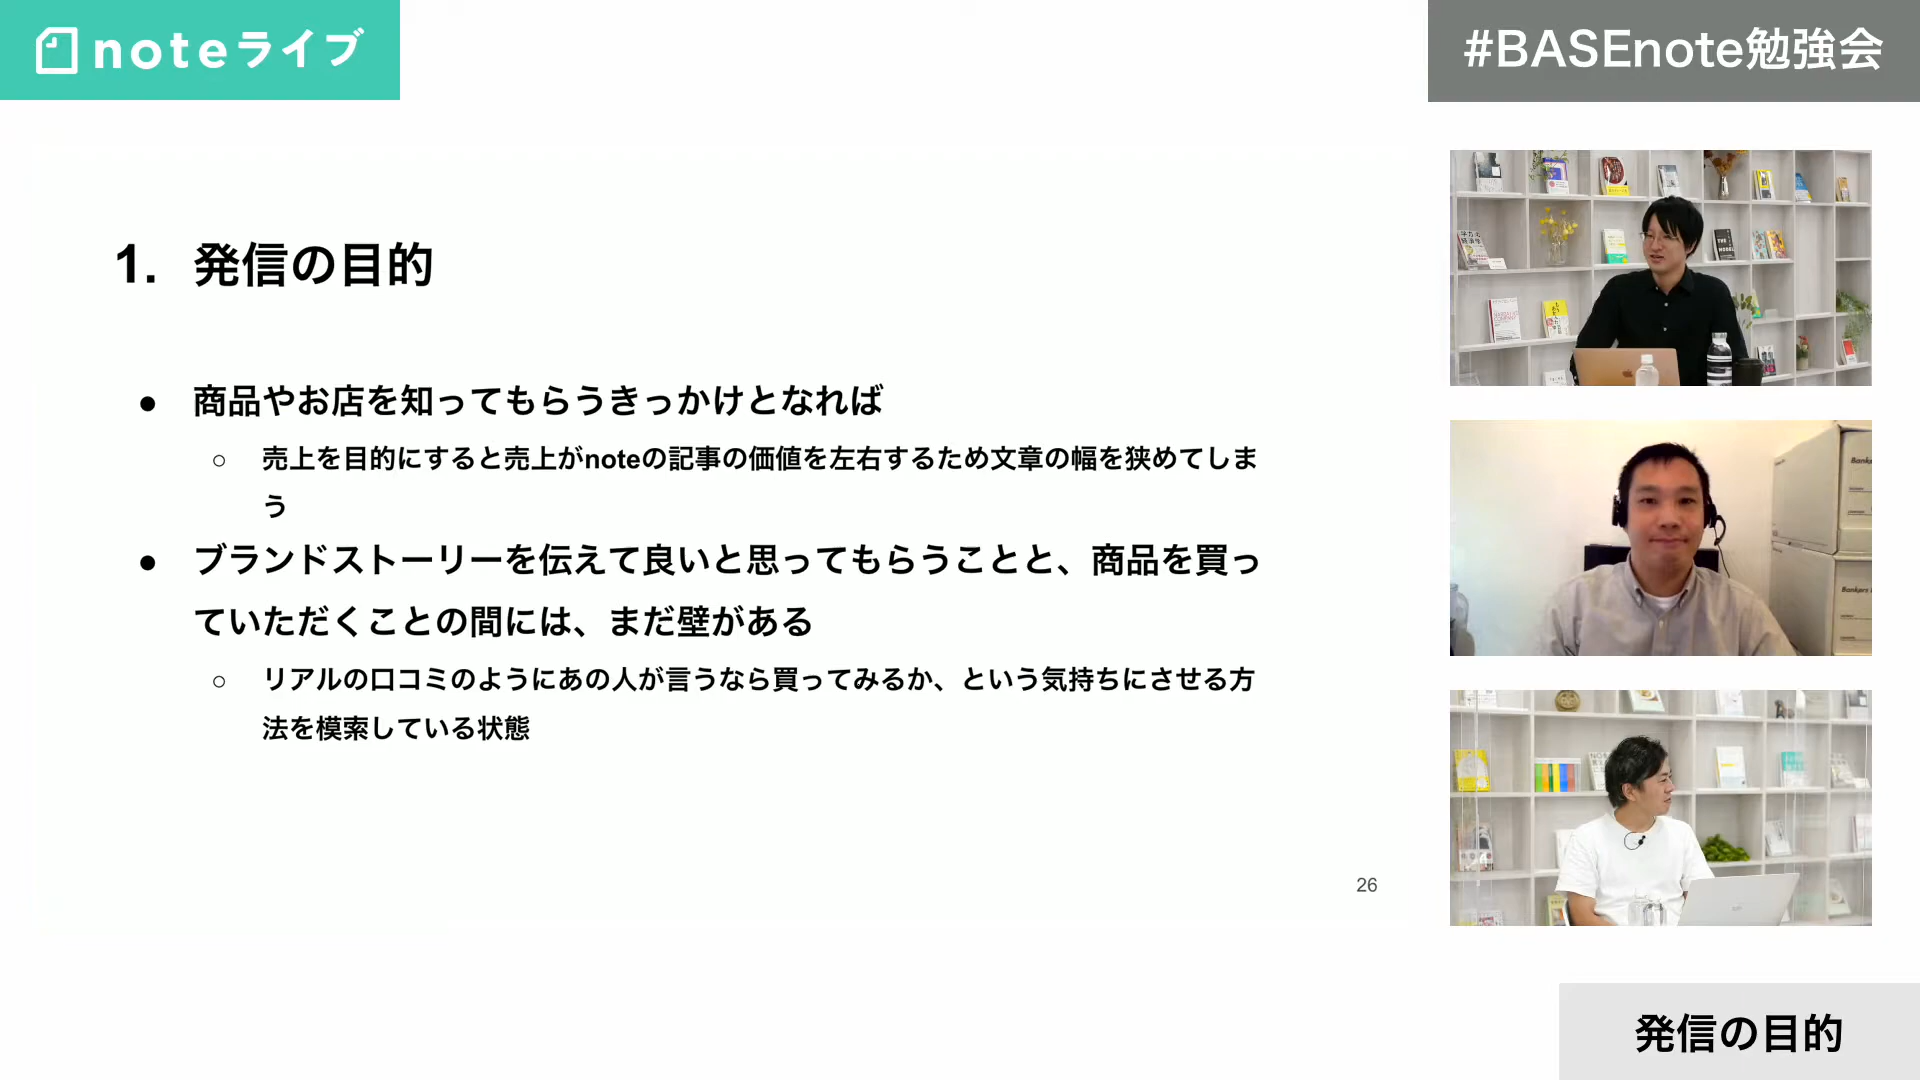 noteライブ
#BASEnote勉強会
1. 発信の目的
● 商品やお店を知ってもらうきっかけとなれば
○ 売上を目的にすると売上がnoteの記事の価値を左右するため文章の幅を狭めてしま
う
● ブランドストーリーを伝えて良いと思ってもらうことと、商品を買っ
ていただくことの間には、まだ壁がある
○ リアルの口コミのようにあの人が言うなら買ってみるか、という気持ちにさせる方
法を模索している状態
26
THE MODEL
発信の目的